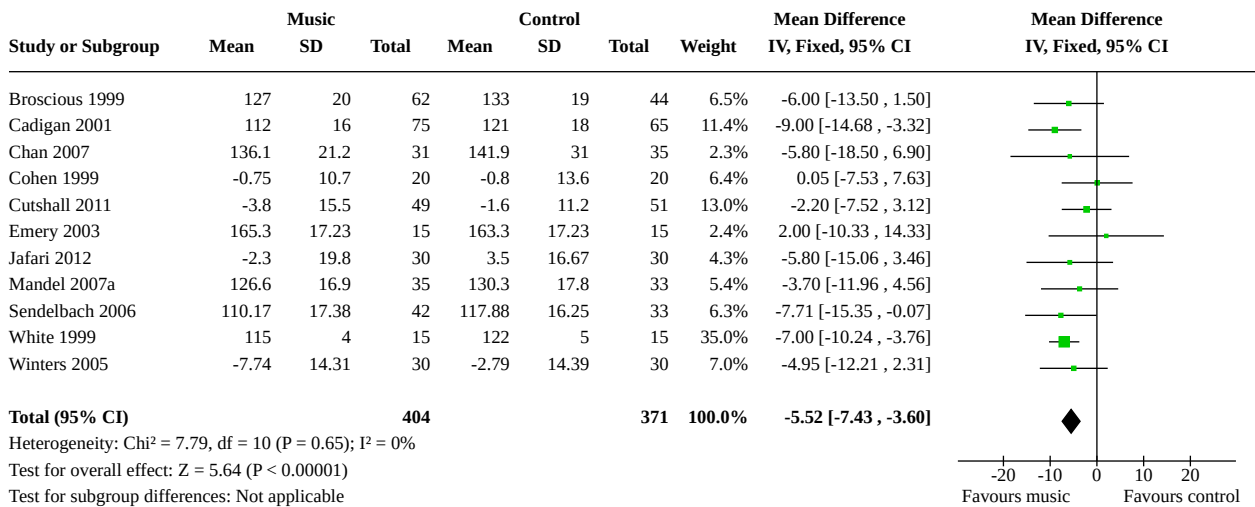 Music Control Mean Difference Mean Difference
Study or Subgroup Mean SD Total Mean SD Total Weight IV, Fixed, 95% CI IV, Fixed, 95% CI
Broscious 1999 127 20 62 133 19 44 6.5% -6.00 [-13.50 , 1.50]
Cadigan 2001 112 16 75 121 18 65 11.4% -9.00 [-14.68 , -3.32]
Chan 2007 136.1 21.2 31 141.9 31 35 2.3% -5.80 [-18.50 , 6.90]
Cohen 1999 -0.75 10.7 20 -0.8 13.6 20 6.4% 0.05 [-7.53 , 7.63]
Cutshall 2011 -3.8 15.5 49 -1.6 11.2 51 13.0% -2.20 [-7.52 , 3.12]
Emery 2003 165.3 17.23 15 163.3 17.23 15 2.4% 2.00 [-10.33 , 14.33]
Jafari 2012 -2.3 19.8 30 3.5 16.67 30 4.3% -5.80 [-15.06 , 3.46]
Mandel 2007a 126.6 16.9 35 130.3 17.8 33 5.4% -3.70 [-11.96 , 4.56]
Sendelbach 2006 110.17 17.38 42 117.88 16.25 33 6.3% -7.71 [-15.35 , -0.07]
White 1999 115 4 15 122 5 15 35.0% -7.00 [-10.24 , -3.76]
Winters 2005 -7.74 14.31 30 -2.79 14.39 30 7.0% -4.95 [-12.21 , 2.31]
Total (95% CI) 404 371 100.0% -5.52 [-7.43 , -3.60]
Heterogeneity: Chi² = 7.79, df = 10 (P = 0.65); I² = 0%
Test for overall effect: Z = 5.64 (P < 0.00001)
Test for subgroup differences: Not applicable
-20 -10 0 10 20
Favours music Favours control